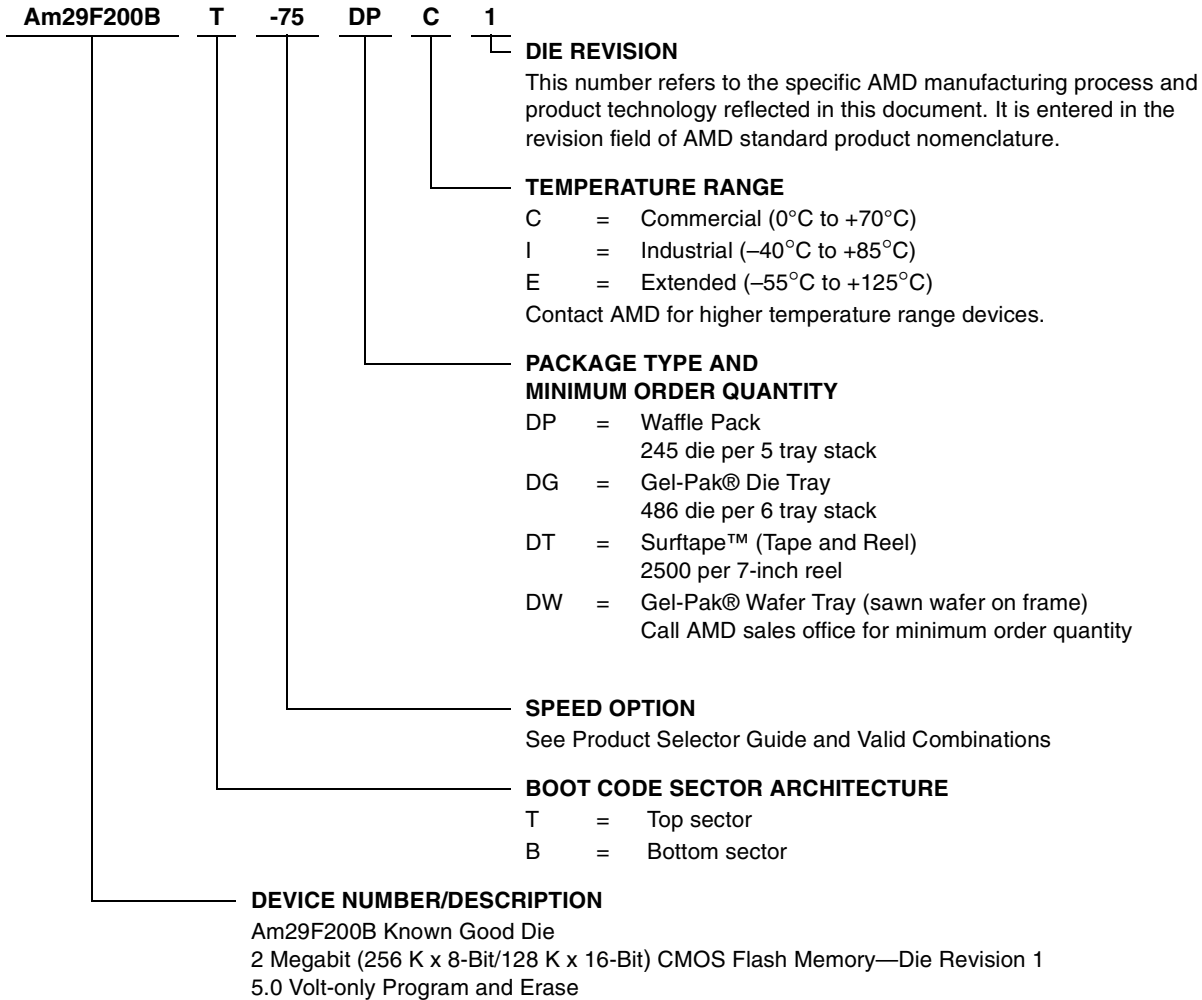 Am29F200B T -75 DP C 1
DIE REVISION
This number refers to the specific AMD manufacturing process and
product technology reflected in this document. It is entered in the
revision field of AMD standard product nomenclature.
TEMPERATURE RANGE
C = Commercial (0°C to +70°C)
I = Industrial (–40°C to +85°C)
E = Extended (–55°C to +125°C)
Contact AMD for higher temperature range devices.
PACKAGE TYPE AND
MINIMUM ORDER QUANTITY
DP = Waffle Pack
245 die per 5 tray stack
DG = Gel-Pak® Die Tray
486 die per 6 tray stack
DT = Surftape™ (Tape and Reel)
2500 per 7-inch reel
DW = Gel-Pak® Wafer Tray (sawn wafer on frame)
Call AMD sales office for minimum order quantity
SPEED OPTION
See Product Selector Guide and Valid Combinations
BOOT CODE SECTOR ARCHITECTURE
T = Top sector
B = Bottom sector
DEVICE NUMBER/DESCRIPTION
Am29F200B Known Good Die
2 Megabit (256 K x 8-Bit/128 K x 16-Bit) CMOS Flash Memory—Die Revision 1
5.0 Volt-only Program and Erase